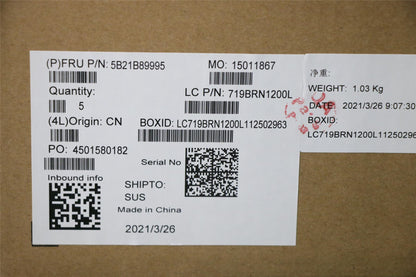 (P)FRU P/N: 5B21B89995
MO: 15011867
Quantity:
5
LC P/N: 719BRN1200L
(4L)Origin: CN
BOXID: LC719BRN1200L112502963
PO: 4501580182
Serial No
Inbound info
SHIPTO:
SUS
Made in China
2021/3/26
净重:
WEIGHT: 1.03 Kg
DATE: 2021/3/26 9:07:30
BOXID:
LC719BRN1200L112502963